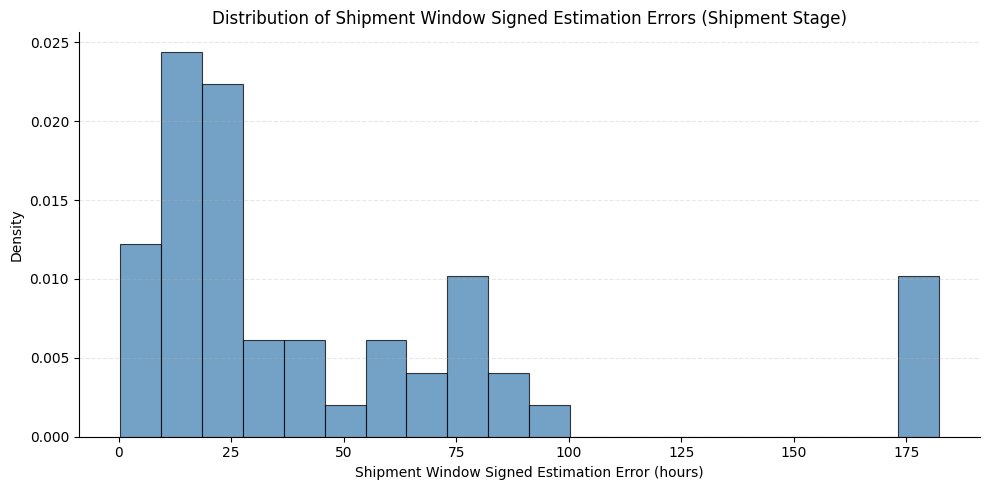 Distribution of Shipment Window Signed Estimation Errors (Shipment Stage)
0.025
0.020
0.015
0.010
0.005
0.000
Density
0 25 50 75 100 125 150 175
Shipment Window Signed Estimation Error (hours)